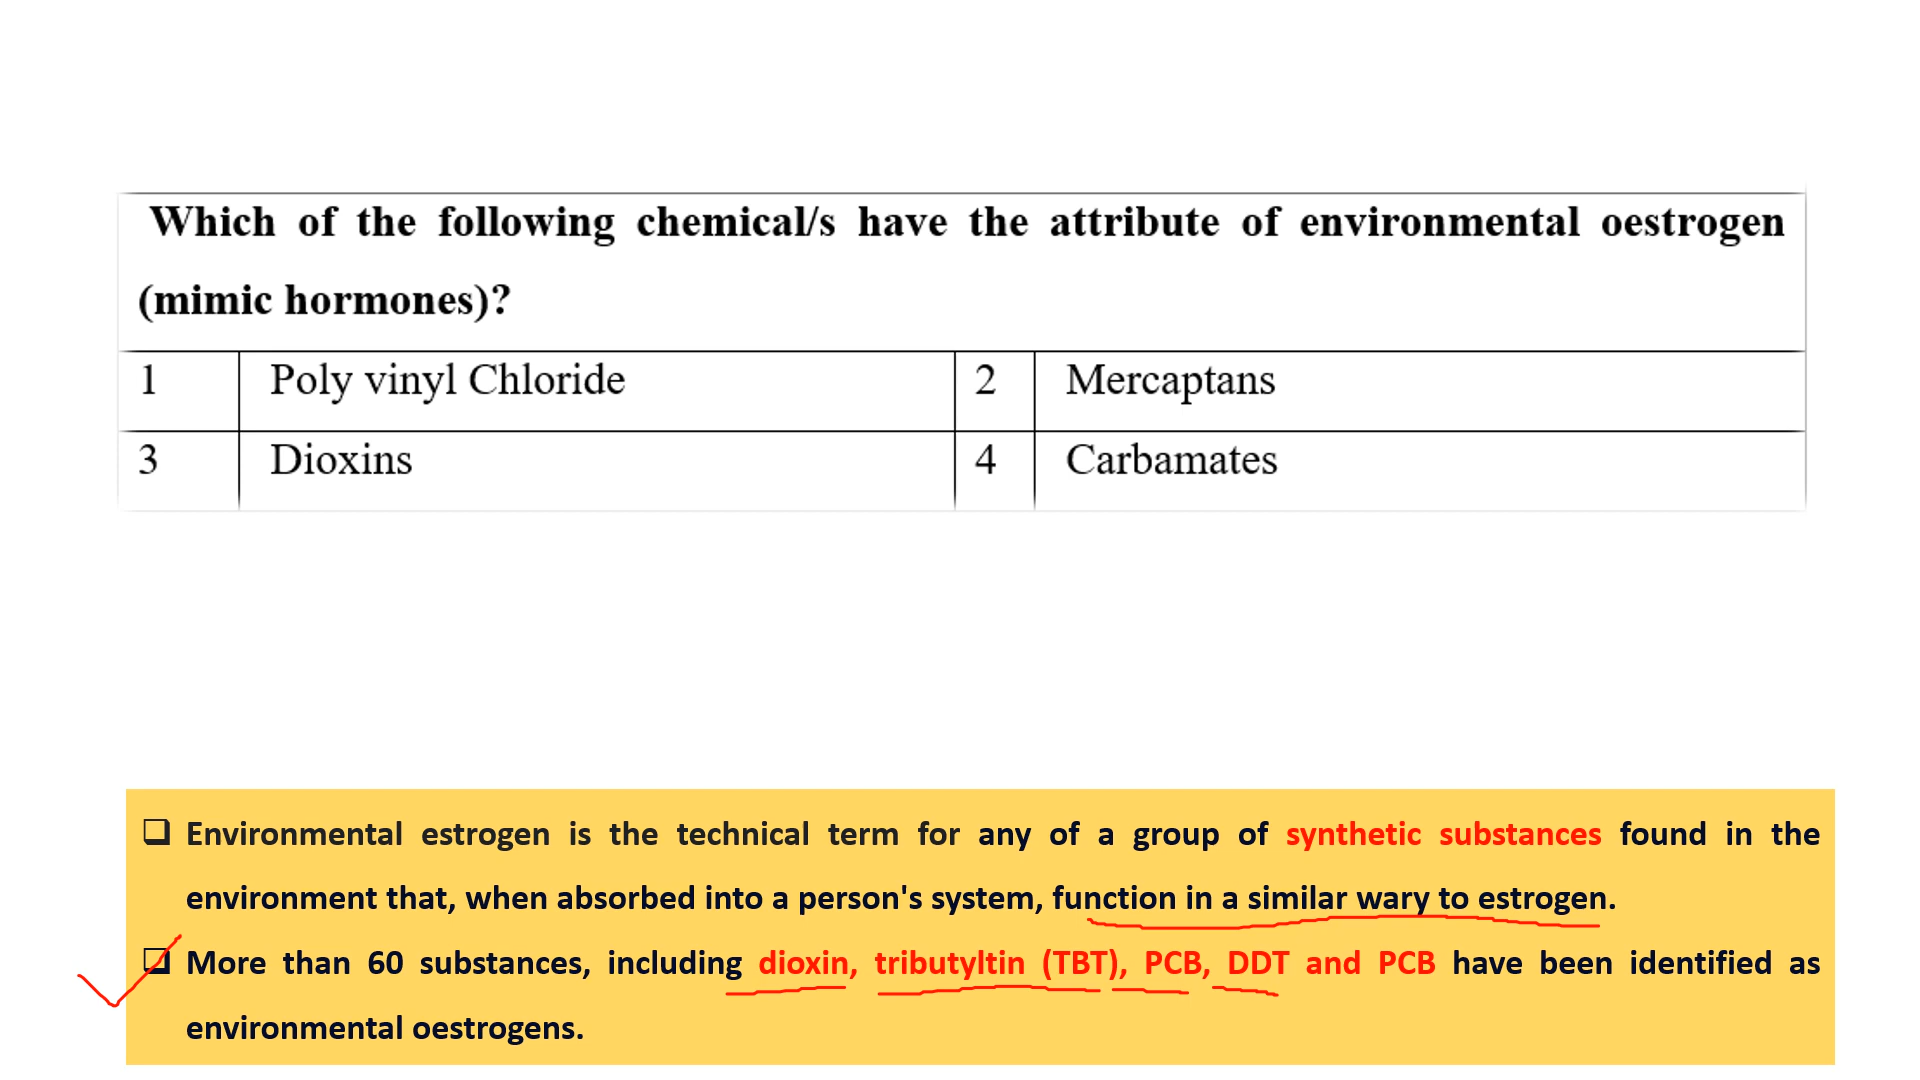 Which of the following chemical/s have the attribute of environmental oestrogen
(mimic hormones)?
1 Poly vinyl Chloride 2 Mercaptans
3 Dioxins 4 Carbamates
❑ Environmental estrogen is the technical term for any of a group of synthetic substances found in the
environment that, when absorbed into a person's system, function in a similar wary to estrogen.
❑ More than 60 substances, including dioxin, tributyltin (TBT), PCB, DDT and PCB have been identified as
environmental oestrogens.